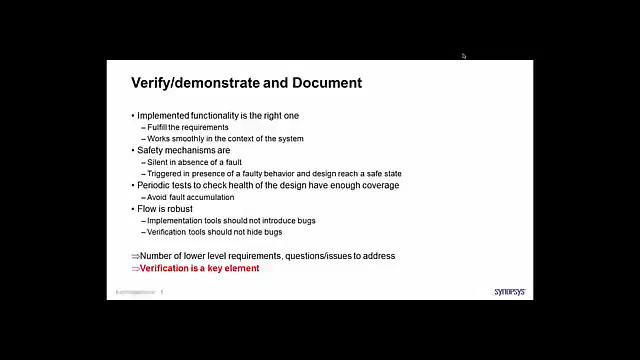 Verify/demonstrate and Document
• Implemented functionality is the right one
– Fulfill the requirements
– Works smoothly in the context of the system
• Safety mechanisms are
– Silent in absence of a fault
– Triggered in presence of a faulty behavior and design reach a safe state
• Periodic tests to check health of the design have enough coverage
– Avoid fault accumulation
• Flow is robust
– Implementation tools should not introduce bugs
– Verification tools should not hide bugs
⇒Number of lower level requirements, questions/issues to address
⇒Verification is a key element
SYNOPSYS